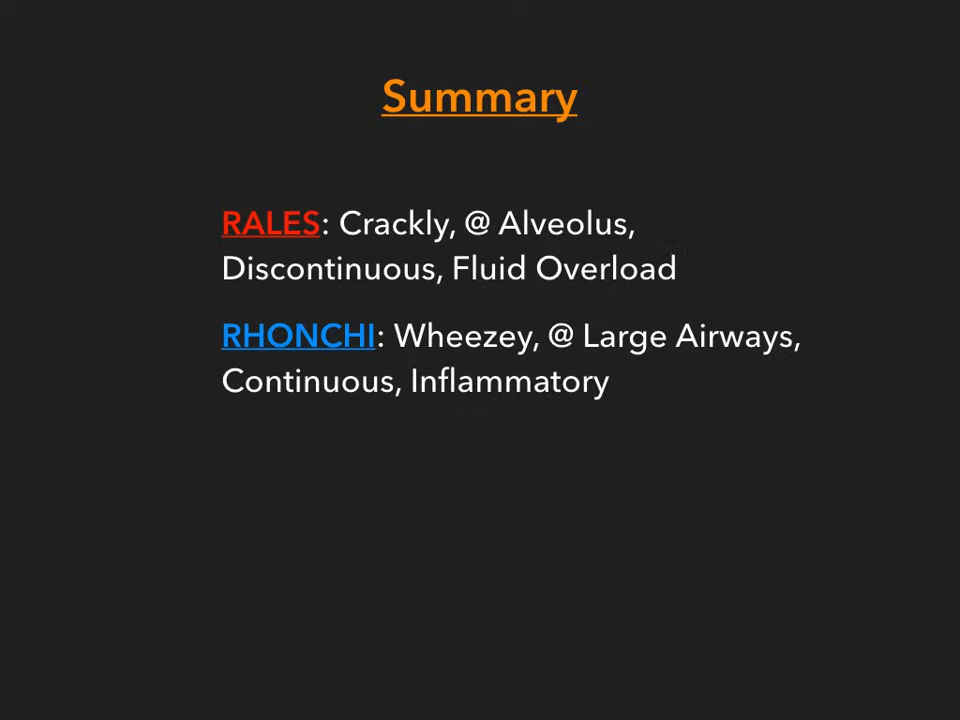 Summary
RALES: Crackly, @ Alveolus,
Discontinuous, Fluid Overload
RHONCHI: Wheezey, @ Large Airways,
Continuous, Inflammatory